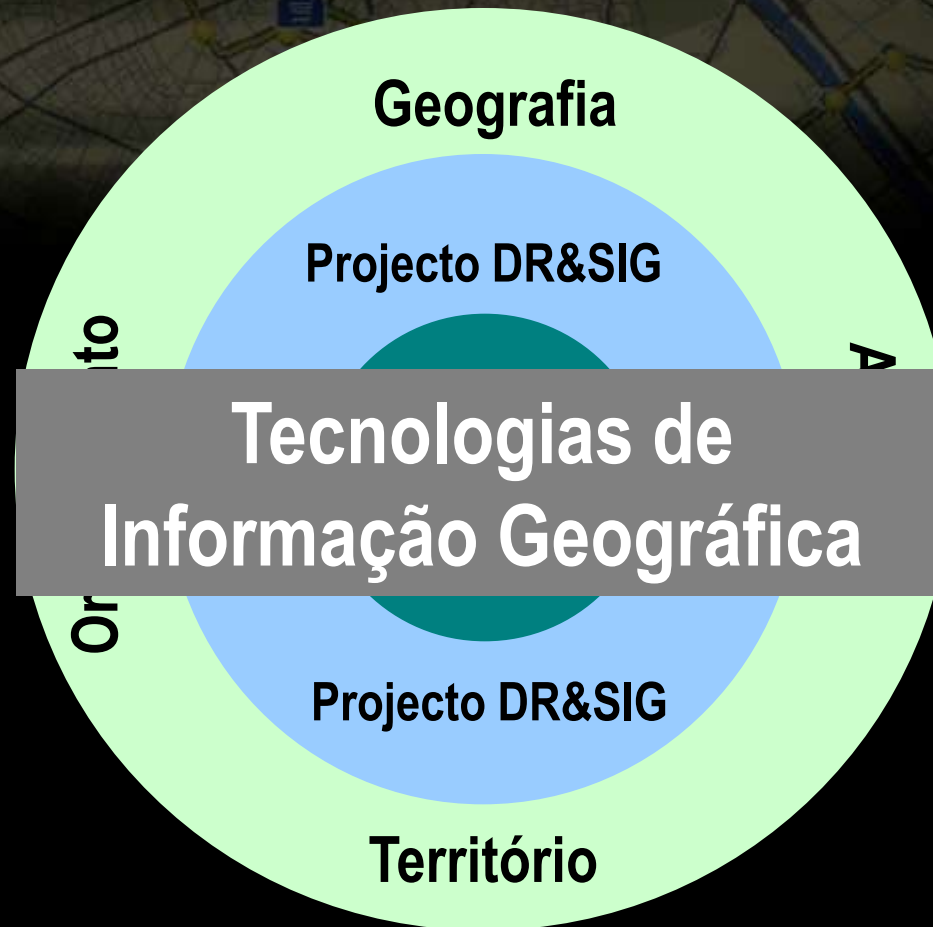 Geografia
Projecto DR&SIG
Tecnologias de
Informação Geográfica
Projecto DR&SIG
Território